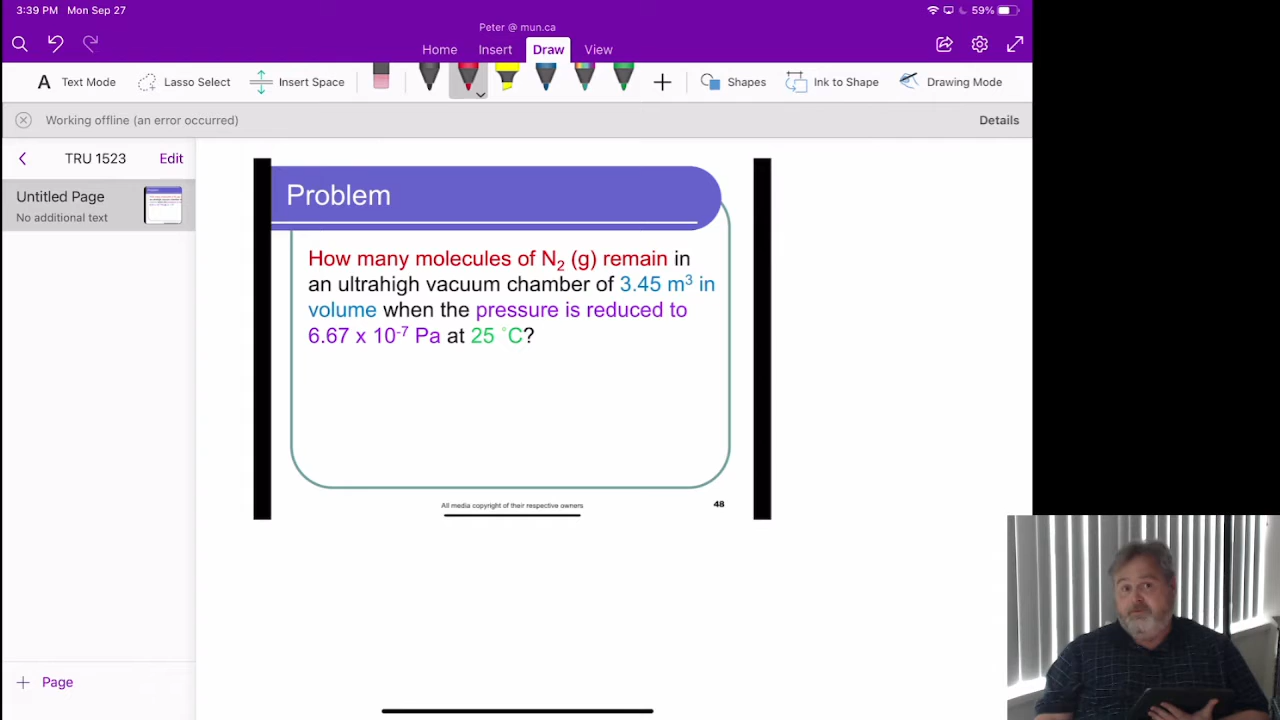 3:39 PM Mon Sep 27
59%
Peter @ mun.ca
Home Insert Draw View
A Text Mode Lasso Select Insert Space Shapes Ink to Shape Drawing Mode
Working offline (an error occurred) Details
TRU 1523 Edit
Untitled Page
No additional text
Problem
How many molecules of N₂ (g) remain in
an ultrahigh vacuum chamber of 3.45 m³ in
volume when the pressure is reduced to
6.67 x 10⁻⁷ Pa at 25 ˚C?
All media copyright of their respective owners 48
+ Page